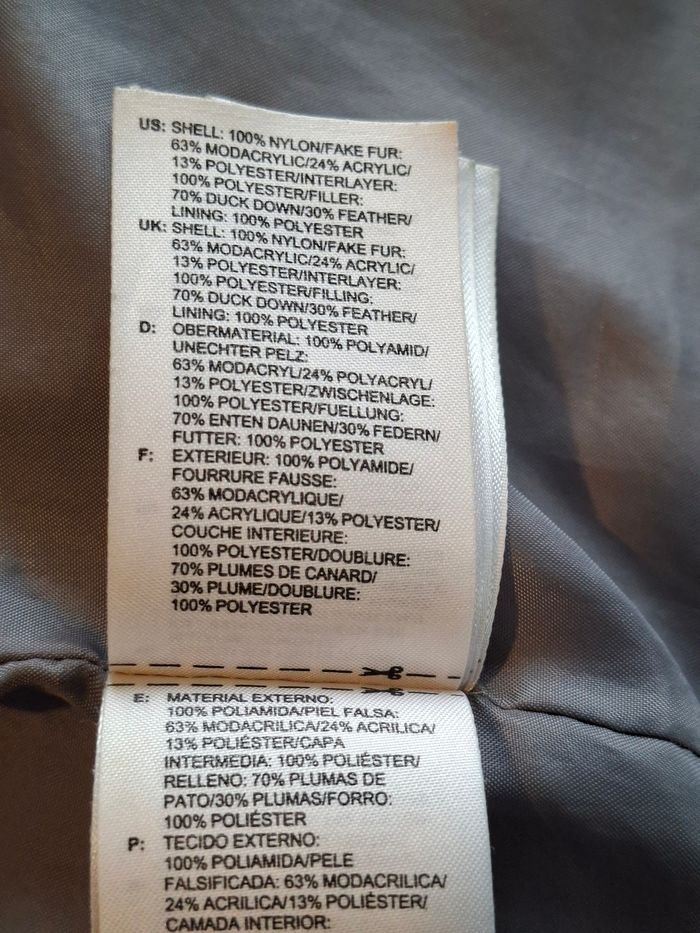 US: SHELL: 100% NYLON/FAKE FUR:
63% MODACRYLIC/24% ACRYLIC/
13% POLYESTER/INTERLAYER:
100% POLYESTER/FILLER:
70% DUCK DOWN/30% FEATHER/
LINING: 100% POLYESTER
UK: SHELL: 100% NYLON/FAKE FUR:
63% MODACRYLIC/24% ACRYLIC/
13% POLYESTER/INTERLAYER:
100% POLYESTER/FILLING:
70% DUCK DOWN/30% FEATHER/
LINING: 100% POLYESTER
D: OBERMATERIAL: 100% POLYAMID/
UNECHTER PELZ:
63% MODACRYL/24% POLYACRYL/
13% POLYESTER/ZWISCHENLAGE:
100% POLYESTER/FUELLUNG:
70% ENTEN DAUNEN/30% FEDERN/
FUTTER: 100% POLYESTER
F: EXTERIEUR: 100% POLYAMIDE/
FOURRURE FAUSSE:
63% MODACRYLIQUE/
24% ACRYLIQUE/13% POLYESTER/
COUCHE INTERIEURE:
100% POLYESTER/DOUBLURE:
70% PLUMES DE CANARD/
30% PLUME/DOUBLURE:
100% POLYESTER
E: MATERIAL EXTERNO:
100% POLIAMIDA/PIEL FALSA:
63% MODACRILICA/24% ACRILICA/
13% POLIÉSTER/CAPA
INTERMEDIA: 100% POLIÉSTER/
RELLENO: 70% PLUMAS DE
PATO/30% PLUMAS/FORRO:
100% POLIÉSTER
P: TECIDO EXTERNO:
100% POLIAMIDA/PELE
FALSIFICADA: 63% MODACRILICA/
24% ACRILICA/13% POLIÉSTER/
CAMADA INTERIOR: